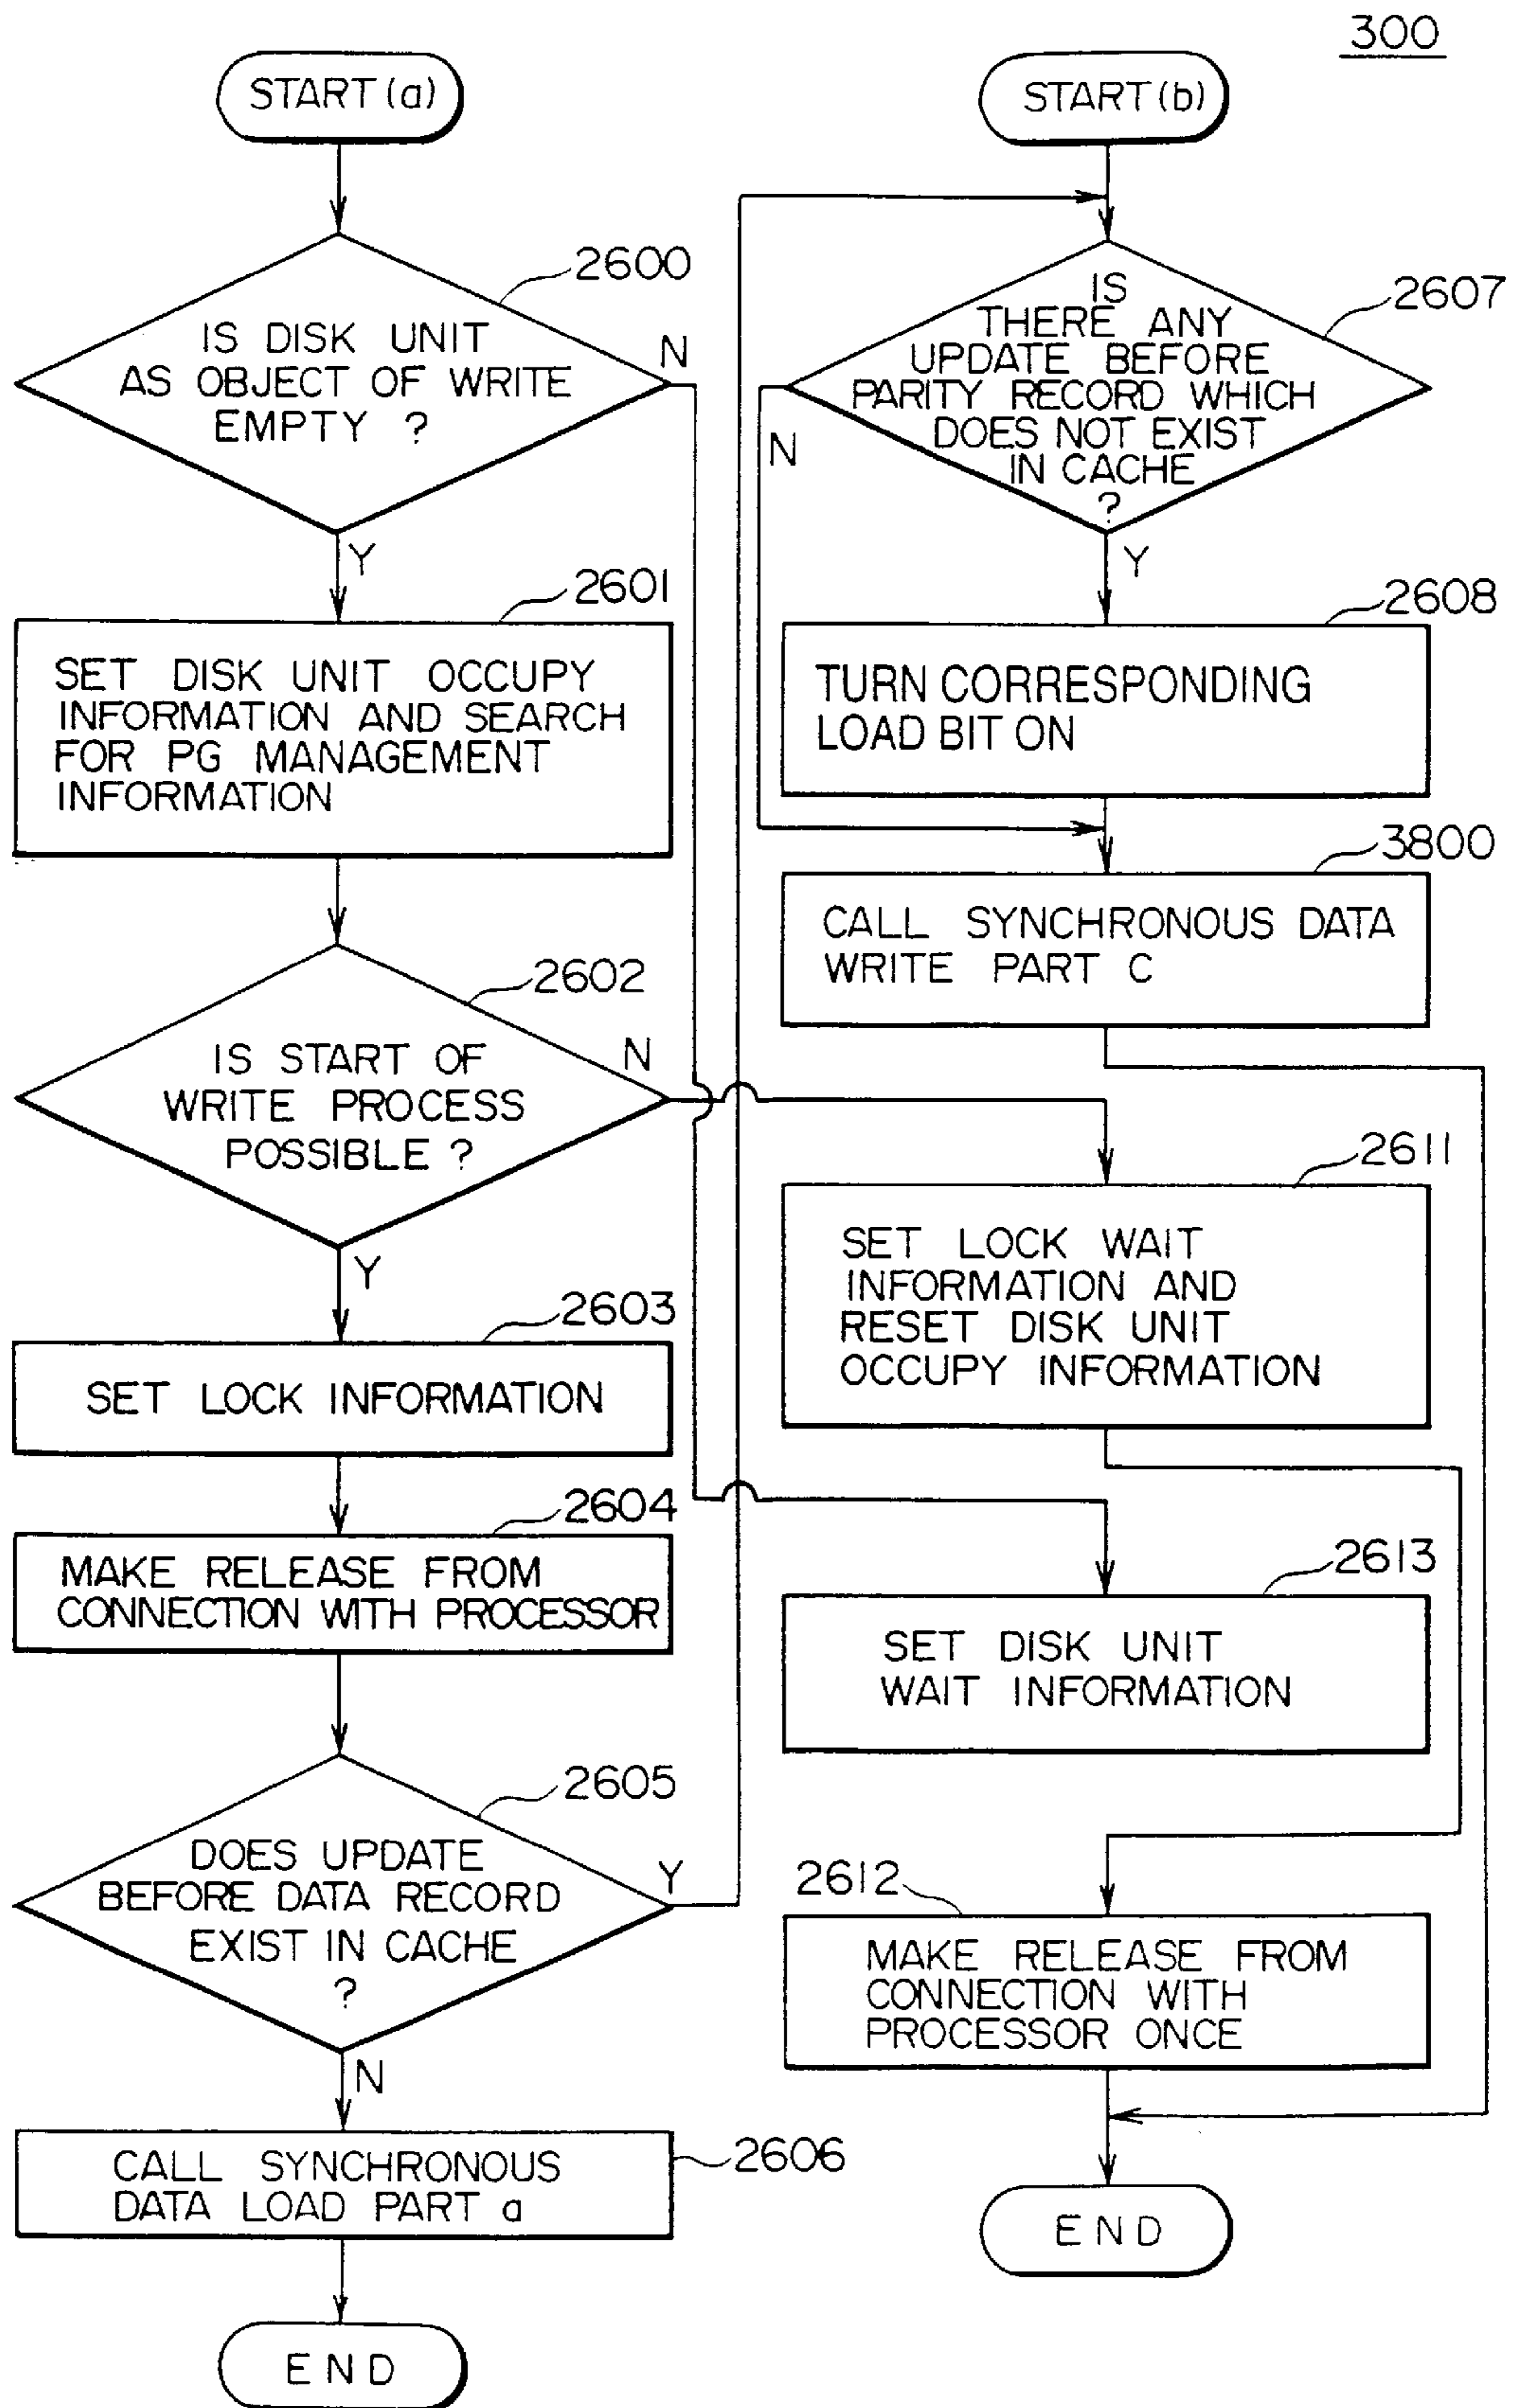 300
START (a)
2600
IS DISK UNIT
AS OBJECT OF WRITE
EMPTY ?
N
Y
2601
SET DISK UNIT OCCUPY
INFORMATION AND SEARCH
FOR PG MANAGEMENT
INFORMATION
2602
IS START OF
WRITE PROCESS
POSSIBLE ?
N
Y
2603
SET LOCK INFORMATION
2604
MAKE RELEASE FROM
CONNECTION WITH PROCESSOR
2605
DOES UPDATE
BEFORE DATA RECORD
EXIST IN CACHE
?
Y
N
2606
CALL SYNCHRONOUS
DATA LOAD PART a
END
START (b)
2607
IS
THERE ANY
UPDATE BEFORE
PARITY RECORD WHICH
DOES NOT EXIST
IN CACHE
?
N
Y
2608
TURN CORRESPONDING
LOAD BIT ON
3800
CALL SYNCHRONOUS DATA
WRITE PART C
2611
SET LOCK WAIT
INFORMATION AND
RESET DISK UNIT
OCCUPY INFORMATION
2613
SET DISK UNIT
WAIT INFORMATION
2612
MAKE RELEASE FROM
CONNECTION WITH
PROCESSOR ONCE
END